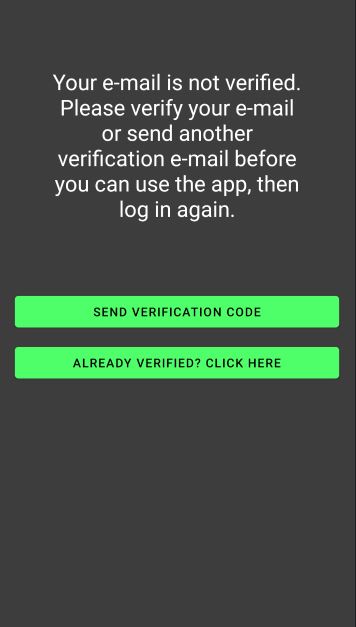 Your e-mail is not verified.
Please verify your e-mail
or send another
verification e-mail before
you can use the app, then
log in again.
SEND VERIFICATION CODE
ALREADY VERIFIED? CLICK HERE